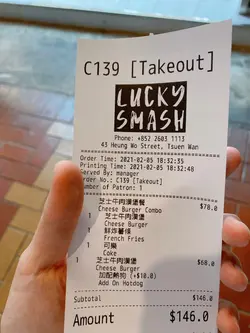 C139 [Takeout]
LUCKY
SMASH
Phone: +852 2603 1113
43 Heung Wo Street, Tsuen Wan
Order Time: 2021-02-05 18:32:35
Printing Time: 2021-02-05 18:32:48
Served By: manager
Order No.: C139 [Takeout]
Number of Patron: 1
芝士牛肉漢堡餐 $78.0
Cheese Burger Combo
1 芝士牛肉漢堡
Cheese Burger
1 鮮炸薯條
French Fries
1 可樂
Coke
1 芝士牛肉漢堡 $68.0
Cheese Burger
加配熱狗 (+$18.0)
Add On Hotdog
Subtotal $146.0
Amount $146.0